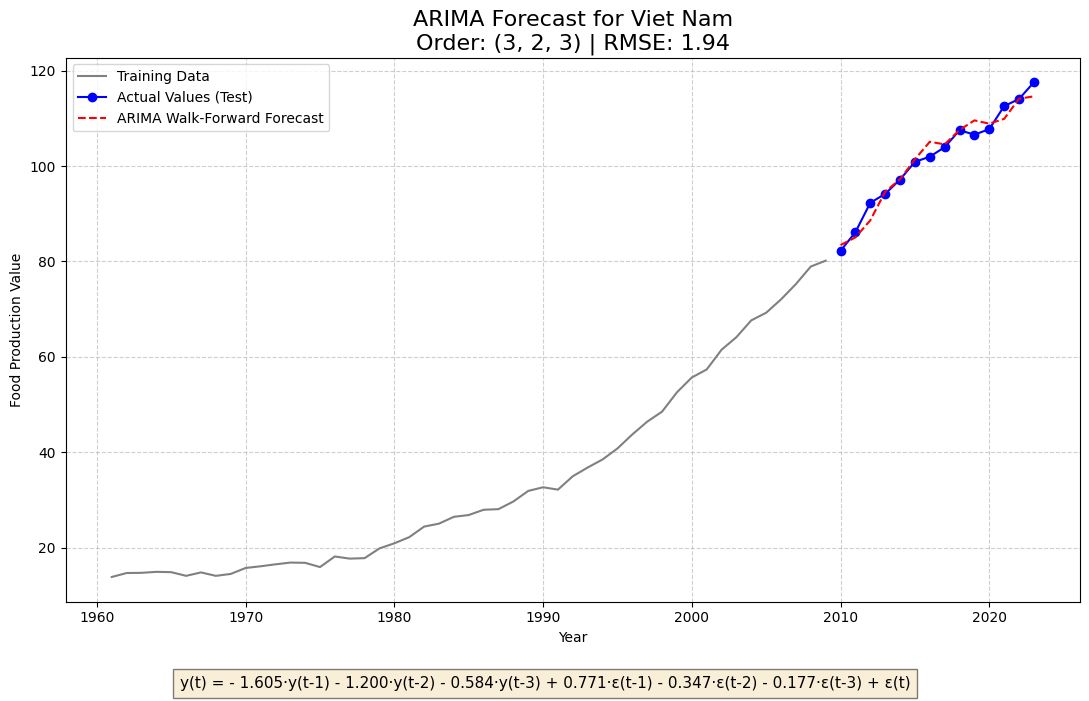 ARIMA Forecast for Viet Nam
Order: (3, 2, 3) | RMSE: 1.94
Training Data
Actual Values (Test)
ARIMA Walk-Forward Forecast
Food Production Value
120
100
80
60
40
20
1960
1970
1980
1990
2000
2010
2020
Year
y(t) = - 1.605·y(t-1) - 1.200·y(t-2) - 0.584·y(t-3) + 0.771·ε(t-1) - 0.347·ε(t-2) - 0.177·ε(t-3) + ε(t)